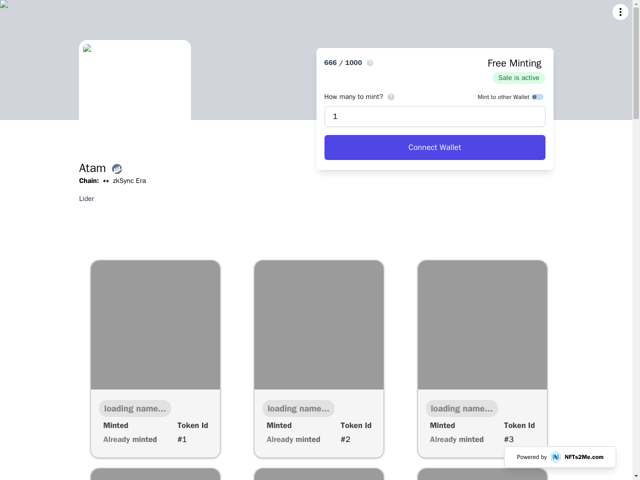 666 / 1000
Free Minting
Sale is active
How many to mint?
Mint to other Wallet
1
Connect Wallet
Atam
Chain: zkSync Era
Lider
loading name...
Minted Token Id
Already minted #1
loading name...
Minted Token Id
Already minted #2
loading name...
Minted Token Id
Already minted #3
Powered by NFTs2Me.com